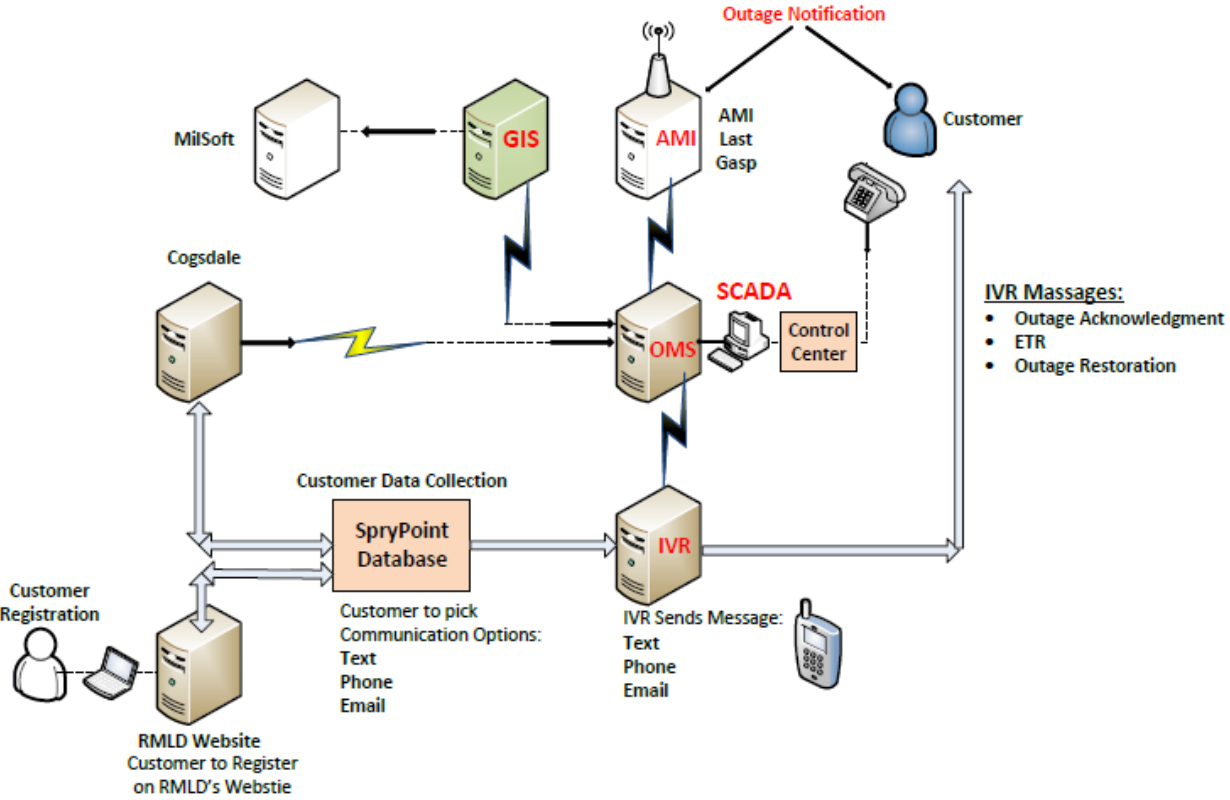 Outage Notification
MilSoft
GIS
AMI
AMI
Last
Gasp
Customer
Cogsdale
OMS
SCADA
Control
Center
IVR Massages:
• Outage Acknowledgment
• ETR
• Outage Restoration
Customer Data Collection
SpryPoint
Database
IVR
Customer
Registration
Customer to pick
Communication Options:
Text
Phone
Email
IVR Sends Message:
Text
Phone
Email
RMLD Website
Customer to Register
on RMLD's Webstie